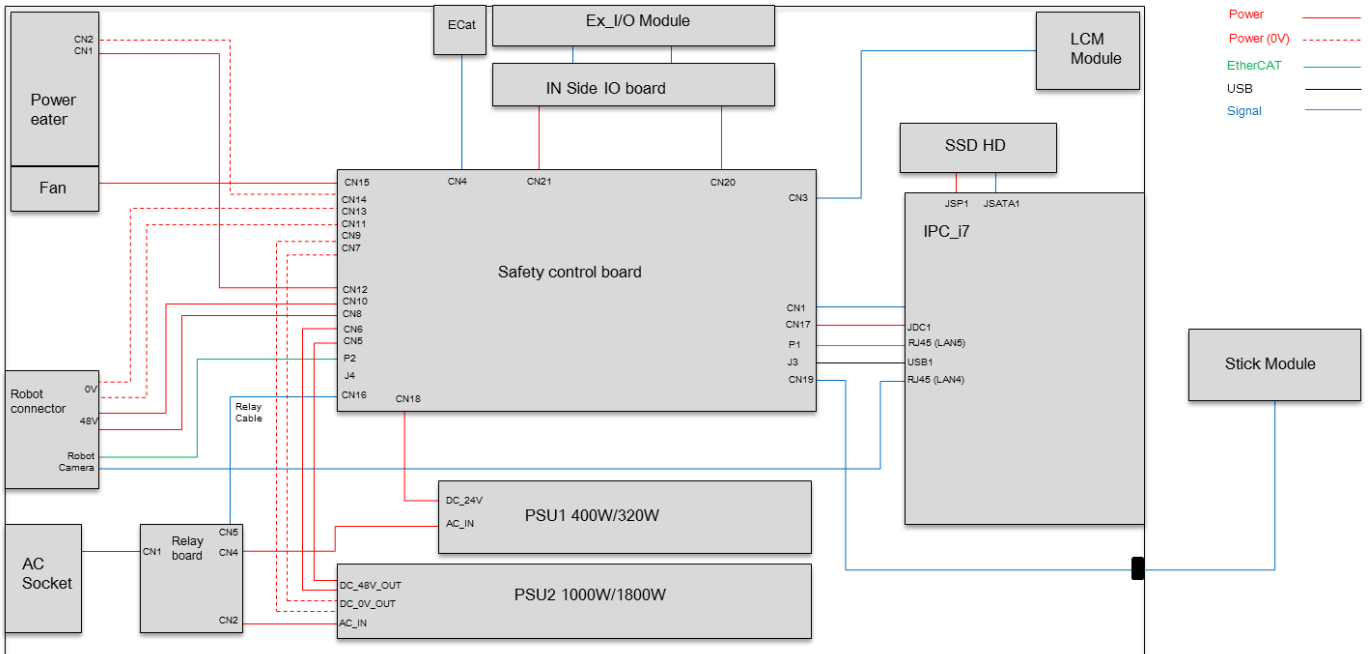 Power
Power (0V)
EtherCAT
USB
Signal
CN2
CN1
Power
eater
Fan
ECat
Ex_I/O Module
IN Side IO board
LCM
Module
SSD HD
CN15
CN14
CN13
CN11
CN9
CN7
CN12
CN10
CN8
CN6
CN5
P2
J4
CN16
CN4
CN21
CN20
CN3
Safety control board
CN1
CN17
P1
J3
CN19
CN18
JSP1
JSATA1
IPC_i7
JDC1
RJ45 (LAN5)
USB1
RJ45 (LAN4)
Stick Module
Robot
connector
0V
48V
Robot
Camera
Relay
Cable
AC
Socket
CN1
Relay
board
CN5
CN4
CN2
DC_24V
AC_IN
PSU1 400W/320W
DC_48V_OUT
DC_0V_OUT
AC_IN
PSU2 1000W/1800W